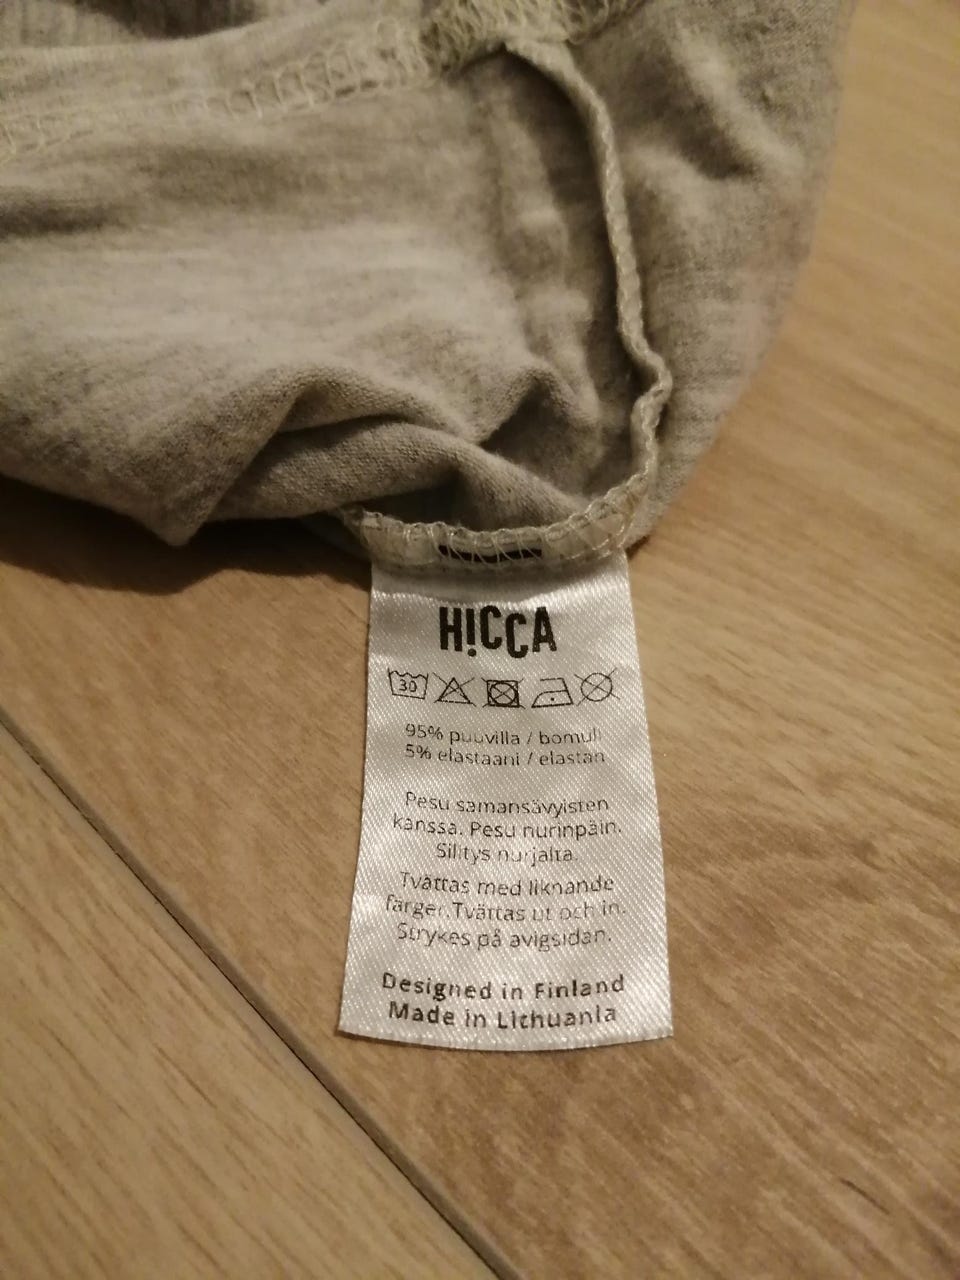 H!CCA
30
95% puuvilla / bomull
5% elastaani / elastan
Pesu samansävyisten
kanssa. Pesu nurinpäin.
Silitys nurjalta.
Tvättas med liknande
färger.Tvättas ut och in.
Strykes på avigsidan.
Designed in Finland
Made in Lithuania